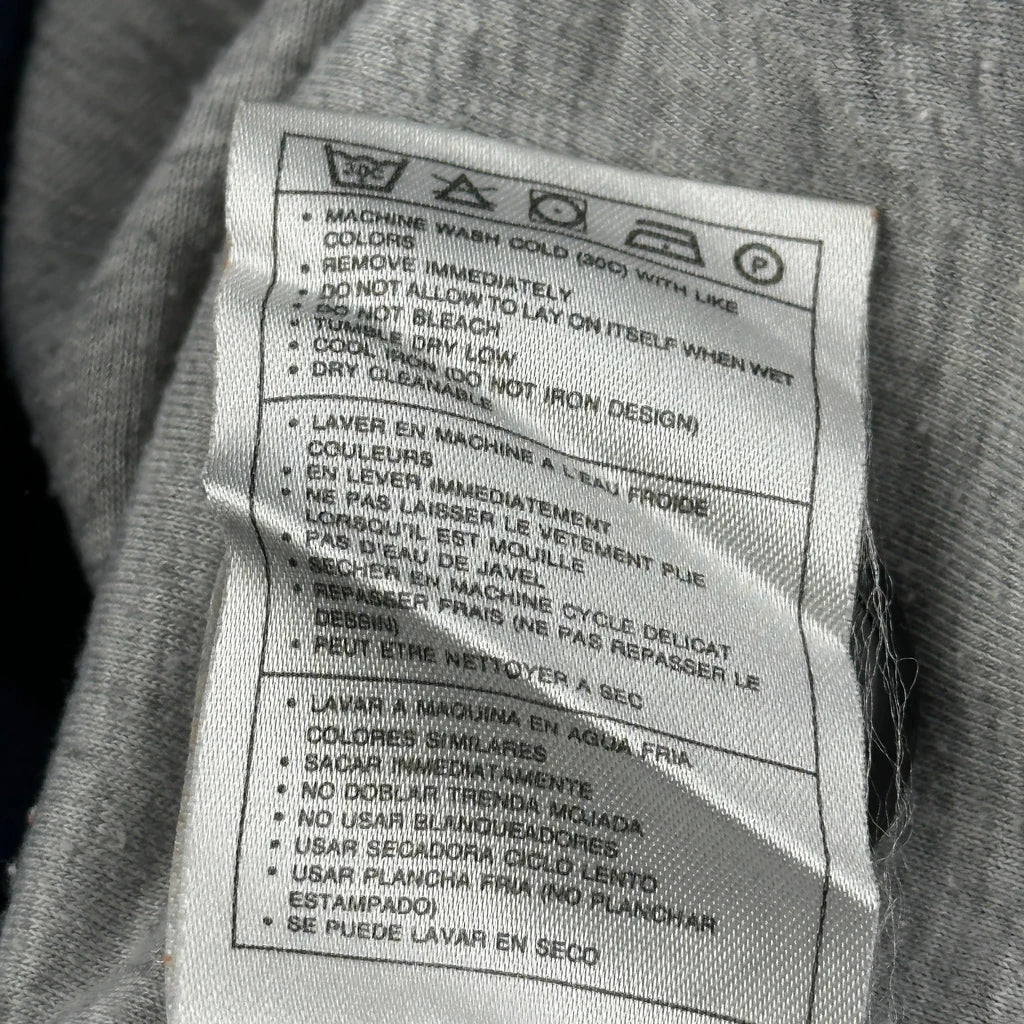 30C
P
• MACHINE WASH COLD (30C) WITH LIKE
COLORS
• REMOVE IMMEDIATELY
• DO NOT ALLOW TO LAY ON ITSELF WHEN WET
• DO NOT BLEACH
• TUMBLE DRY LOW
• COOL IRON (DO NOT IRON DESIGN)
• DRY CLEANABLE
• LAVER EN MACHINE A L'EAU FROIDE
COULEURS
• EN LEVER IMMEDIATEMENT
• NE PAS LAISSER LE VETEMENT PLIE
LORSQU'IL EST MOUILLE
• PAS D'EAU DE JAVEL
• SECHER EN MACHINE CYCLE DELICAT
• REPASSER FRAIS (NE PAS REPASSER LE
DESSIN)
• PEUT ETRE NETTOYER A SEC
• LAVAR A MAQUINA EN AGUA FRIA
COLORES SIMILARES
• SACAR INMEDIATAMENTE
• NO DOBLAR TRENDA MOJADA
• NO USAR BLANQUEADORES
• USAR SECADORA CICLO LENTO
• USAR PLANCHA FRIA (NO PLANCHAR
ESTAMPADO)
• SE PUEDE LAVAR EN SECO